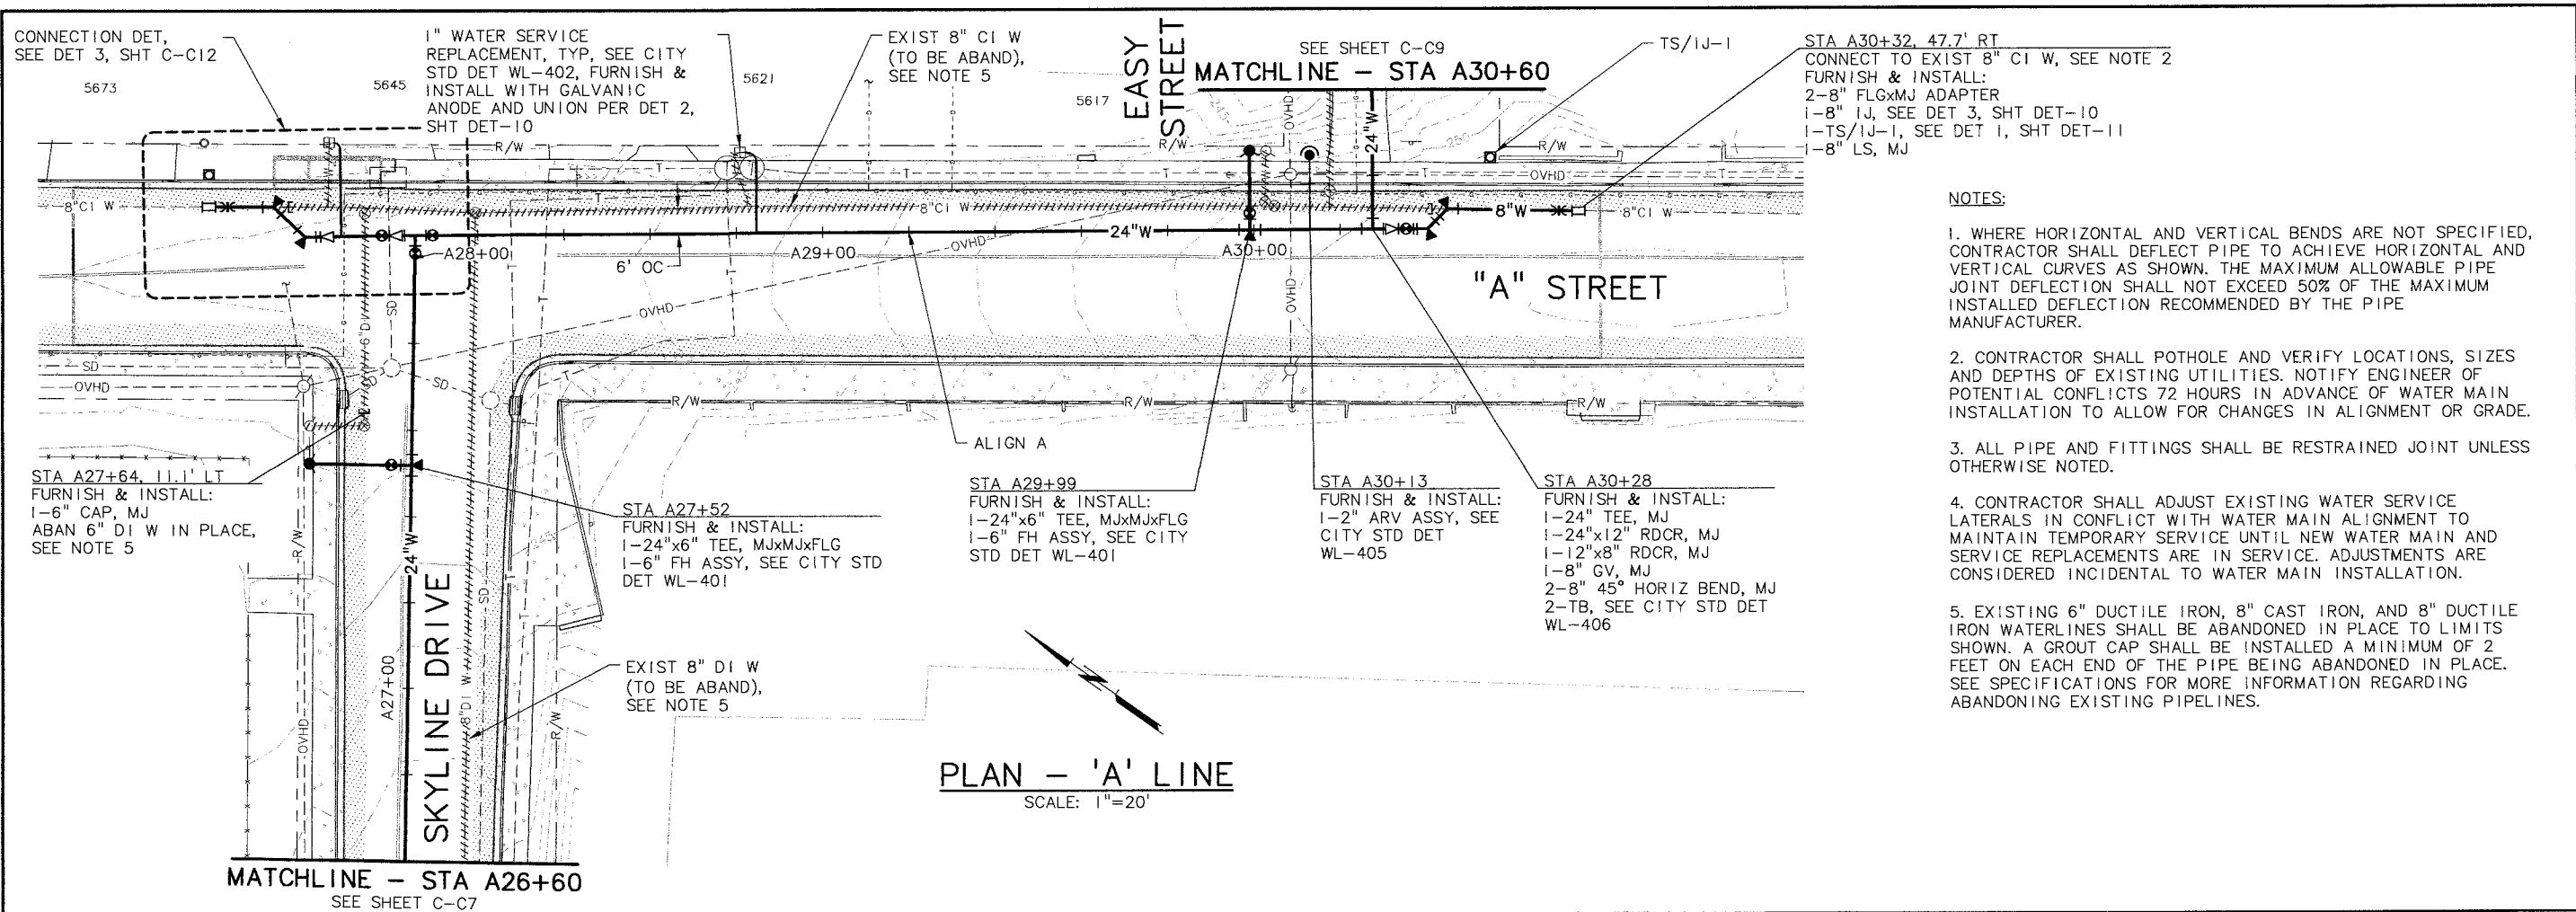 CONNECTION DET,
SEE DET 3, SHT C-C12
5673
5645
1" WATER SERVICE
REPLACEMENT, TYP, SEE CITY
STD DET WL-402, FURNISH &
INSTALL WITH GALVANIC
ANODE AND UNION PER DET 2,
SHT DET-10
5621
EXIST 8" CI W
(TO BE ABAND),
SEE NOTE 5
5617
EASY
STREET
SEE SHEET C-C9
MATCHLINE - STA A30+60
TS/IJ-1
STA A30+32, 47.7' RT
CONNECT TO EXIST 8" CI W, SEE NOTE 2
FURNISH & INSTALL:
2-8" FLGxMJ ADAPTER
1-8" IJ, SEE DET 3, SHT DET-10
1-TS/IJ-1, SEE DET 1, SHT DET-11
1-8" LS, MJ
R/W
R/W
R/W
OVHD
24"W
250
OVHD
T
T
T
T
T
T
T
8"CI W
8"CI W
8"W
8"CI W
A28+00
6' OC
A29+00
OVHD
24"W
A30+00
OVHD
"A" STREET
OVHD
SD
6"DI
SD
OVHD
SD
SD
R/W
R/W
R/W
ALIGN A
STA A27+64, 11.1' LT
FURNISH & INSTALL:
1-6" CAP, MJ
ABAN 6" DI W IN PLACE,
SEE NOTE 5
STA A27+52
FURNISH & INSTALL:
1-24"x6" TEE, MJxMJxFLG
1-6" FH ASSY, SEE CITY STD
DET WL-401
STA A29+99
FURNISH & INSTALL:
1-24"x6" TEE, MJxMJxFLG
1-6" FH ASSY, SEE CITY
STD DET WL-401
STA A30+13
FURNISH & INSTALL:
1-2" ARV ASSY, SEE
CITY STD DET
WL-405
STA A30+28
FURNISH & INSTALL:
1-24" TEE, MJ
1-24"x12" RDCR, MJ
1-12"x8" RDCR, MJ
1-8" GV, MJ
2-8" 45° HORIZ BEND, MJ
2-TB, SEE CITY STD DET
WL-406
R/W
24"W
SD
T
T
A27+00
SKYLINE DRIVE
8"DI W
R/W
OVHD
EXIST 8" DI W
(TO BE ABAND),
SEE NOTE 5
PLAN - 'A' LINE
SCALE: 1"=20'
MATCHLINE - STA A26+60
SEE SHEET C-C7
NOTES:
1. WHERE HORIZONTAL AND VERTICAL BENDS ARE NOT SPECIFIED,
CONTRACTOR SHALL DEFLECT PIPE TO ACHIEVE HORIZONTAL AND
VERTICAL CURVES AS SHOWN. THE MAXIMUM ALLOWABLE PIPE
JOINT DEFLECTION SHALL NOT EXCEED 50% OF THE MAXIMUM
INSTALLED DEFLECTION RECOMMENDED BY THE PIPE
MANUFACTURER.
2. CONTRACTOR SHALL POTHOLE AND VERIFY LOCATIONS, SIZES
AND DEPTHS OF EXISTING UTILITIES. NOTIFY ENGINEER OF
POTENTIAL CONFLICTS 72 HOURS IN ADVANCE OF WATER MAIN
INSTALLATION TO ALLOW FOR CHANGES IN ALIGNMENT OR GRADE.
3. ALL PIPE AND FITTINGS SHALL BE RESTRAINED JOINT UNLESS
OTHERWISE NOTED.
4. CONTRACTOR SHALL ADJUST EXISTING WATER SERVICE
LATERALS IN CONFLICT WITH WATER MAIN ALIGNMENT TO
MAINTAIN TEMPORARY SERVICE UNTIL NEW WATER MAIN AND
SERVICE REPLACEMENTS ARE IN SERVICE. ADJUSTMENTS ARE
CONSIDERED INCIDENTAL TO WATER MAIN INSTALLATION.
5. EXISTING 6" DUCTILE IRON, 8" CAST IRON, AND 8" DUCTILE
IRON WATERLINES SHALL BE ABANDONED IN PLACE TO LIMITS
SHOWN. A GROUT CAP SHALL BE INSTALLED A MINIMUM OF 2
FEET ON EACH END OF THE PIPE BEING ABANDONED IN PLACE.
SEE SPECIFICATIONS FOR MORE INFORMATION REGARDING
ABANDONING EXISTING PIPELINES.